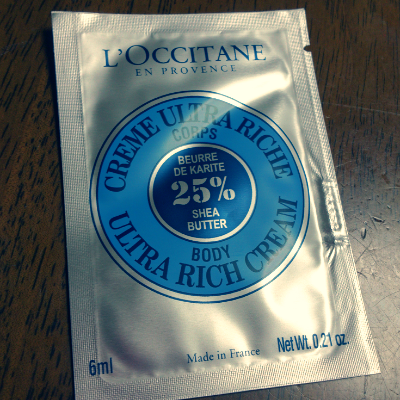 L'OCCITANE
EN PROVENCE
CREME ULTRA RICHE
CORPS
BEURRE
DE KARITE
25%
SHEA
BUTTER
BODY
ULTRA RICH CREAM
6ml
Made in France
Net Wt. 0.21 oz.